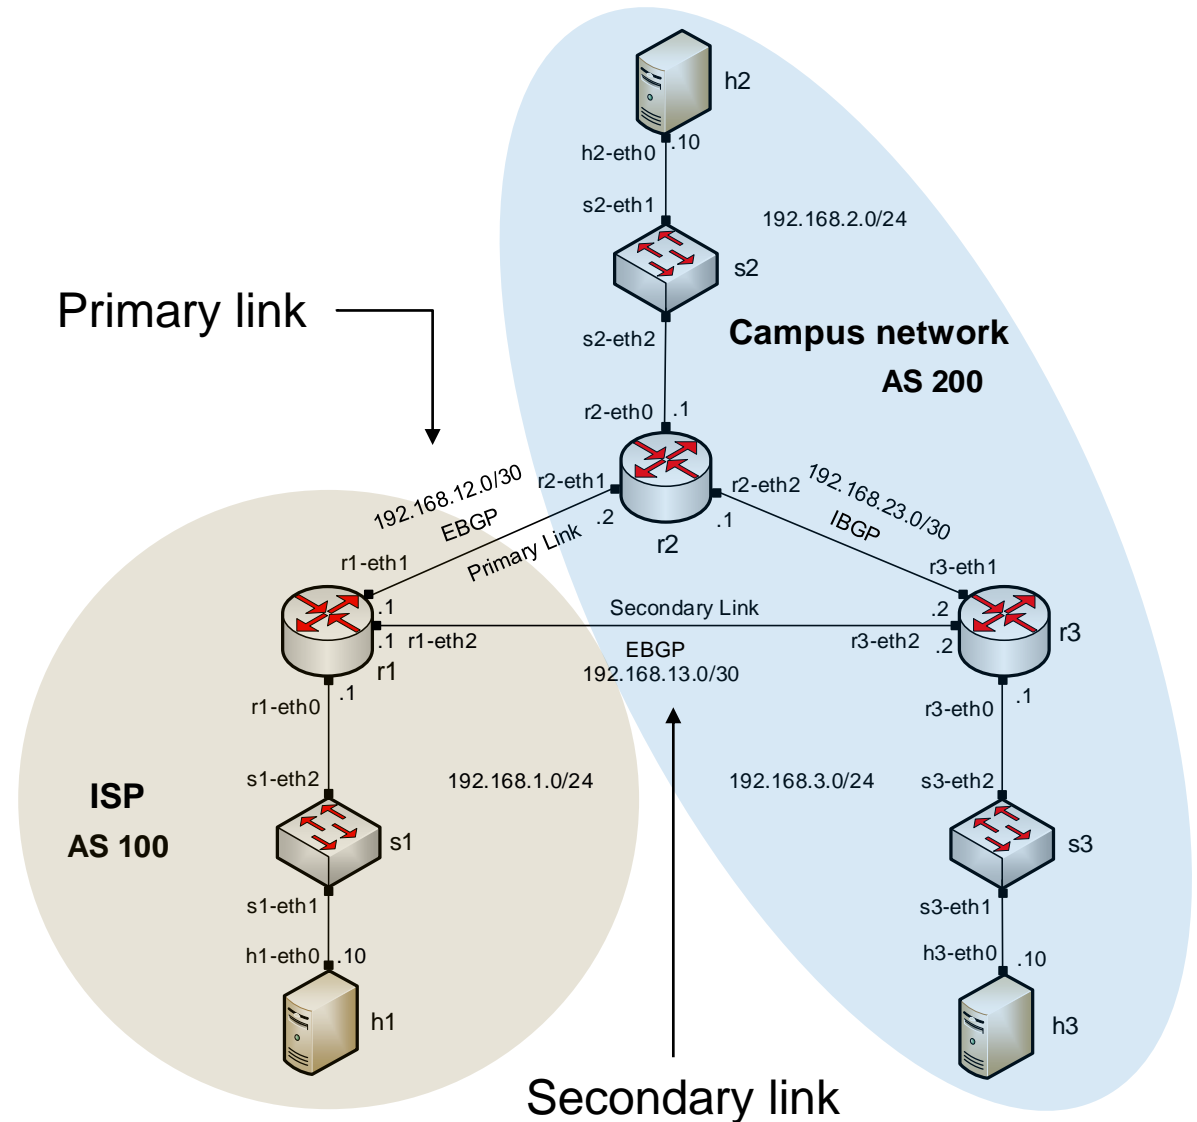 h2
.10
h2-eth0
s2-eth1
192.168.2.0/24
s2
Primary link
s2-eth2
Campus network
AS 200
r2-eth0
.1
192.168.12.0/30
r2-eth1
r2-eth2
192.168.23.0/30
EBGP
.2
.1
IBGP
Primary Link
r2
r1-eth1
r3-eth1
.1
Secondary Link
.2
.1
r1-eth2
r3-eth2
.2
r3
EBGP
r1
192.168.13.0/30
.1
.1
r1-eth0
r3-eth0
s1-eth2
192.168.1.0/24
192.168.3.0/24
s3-eth2
ISP
AS 100
s1
s3
s1-eth1
s3-eth1
h1-eth0
.10
h3-eth0
.10
h1
h3
Secondary link